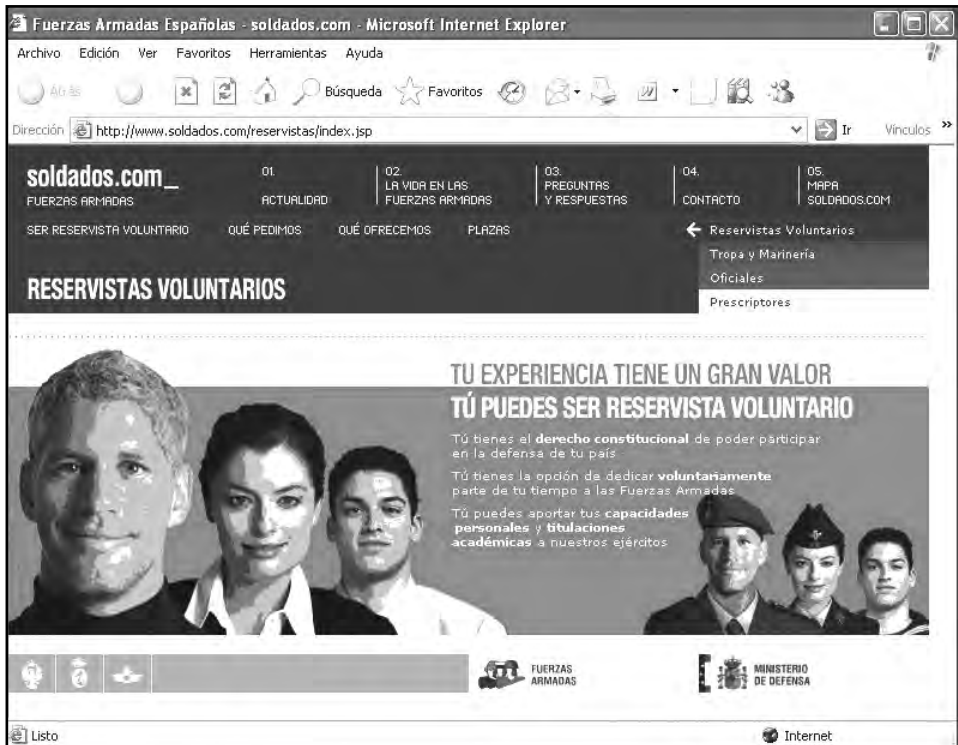 Fuerzas Armadas Españolas - soldados.com - Microsoft Internet Explorer
Archivo Edición Ver Favoritos Herramientas Ayuda
Atrás Búsqueda Favoritos
Dirección http://www.soldados.com/reservistas/index.jsp Ir Vínculos »
soldados.com_
FUERZAS ARMADAS
01. ACTUALIDAD
02.
LA VIDA EN LAS
FUERZAS ARMADAS
03.
PREGUNTAS
Y RESPUESTAS
04.
CONTACTO
05.
MAPA
SOLDADOS.COM
SER RESERVISTA VOLUNTARIO QUÉ PEDIMOS QUÉ OFRECEMOS PLAZAS
Reservistas Voluntarios
Tropa y Marinería
Oficiales
Prescriptores
RESERVISTAS VOLUNTARIOS
TU EXPERIENCIA TIENE UN GRAN VALOR
TÚ PUEDES SER RESERVISTA VOLUNTARIO
Tú tienes el derecho constitucional de poder participar
en la defensa de tu país
Tú tienes la opción de dedicar voluntariamente
parte de tu tiempo a las Fuerzas Armadas
Tú puedes aportar tus capacidades
personales y titulaciones
académicas a nuestros ejércitos
FUERZAS
ARMADAS
MINISTERIO
DE DEFENSA
Listo Internet